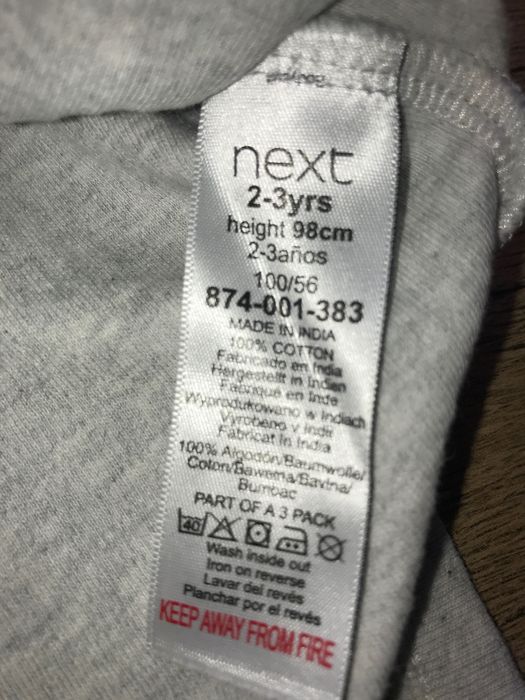 next
2-3yrs
height 98cm
2-3años
100/56
874-001-383
MADE IN INDIA
100% COTTON
Fabricado en India
Hergestellt in Indien
Fabriqué en Inde
Wyprodukowano w Indiach
Vyrobeno v Indii
Fabricat în India
100% Algodón/Baumwolle/
Coton/Bawełna/Bavlna/
Bumbac
PART OF A 3 PACK
40
Wash inside out
Iron on reverse
Lavar del revés
Planchar por el revés
KEEP AWAY FROM FIRE